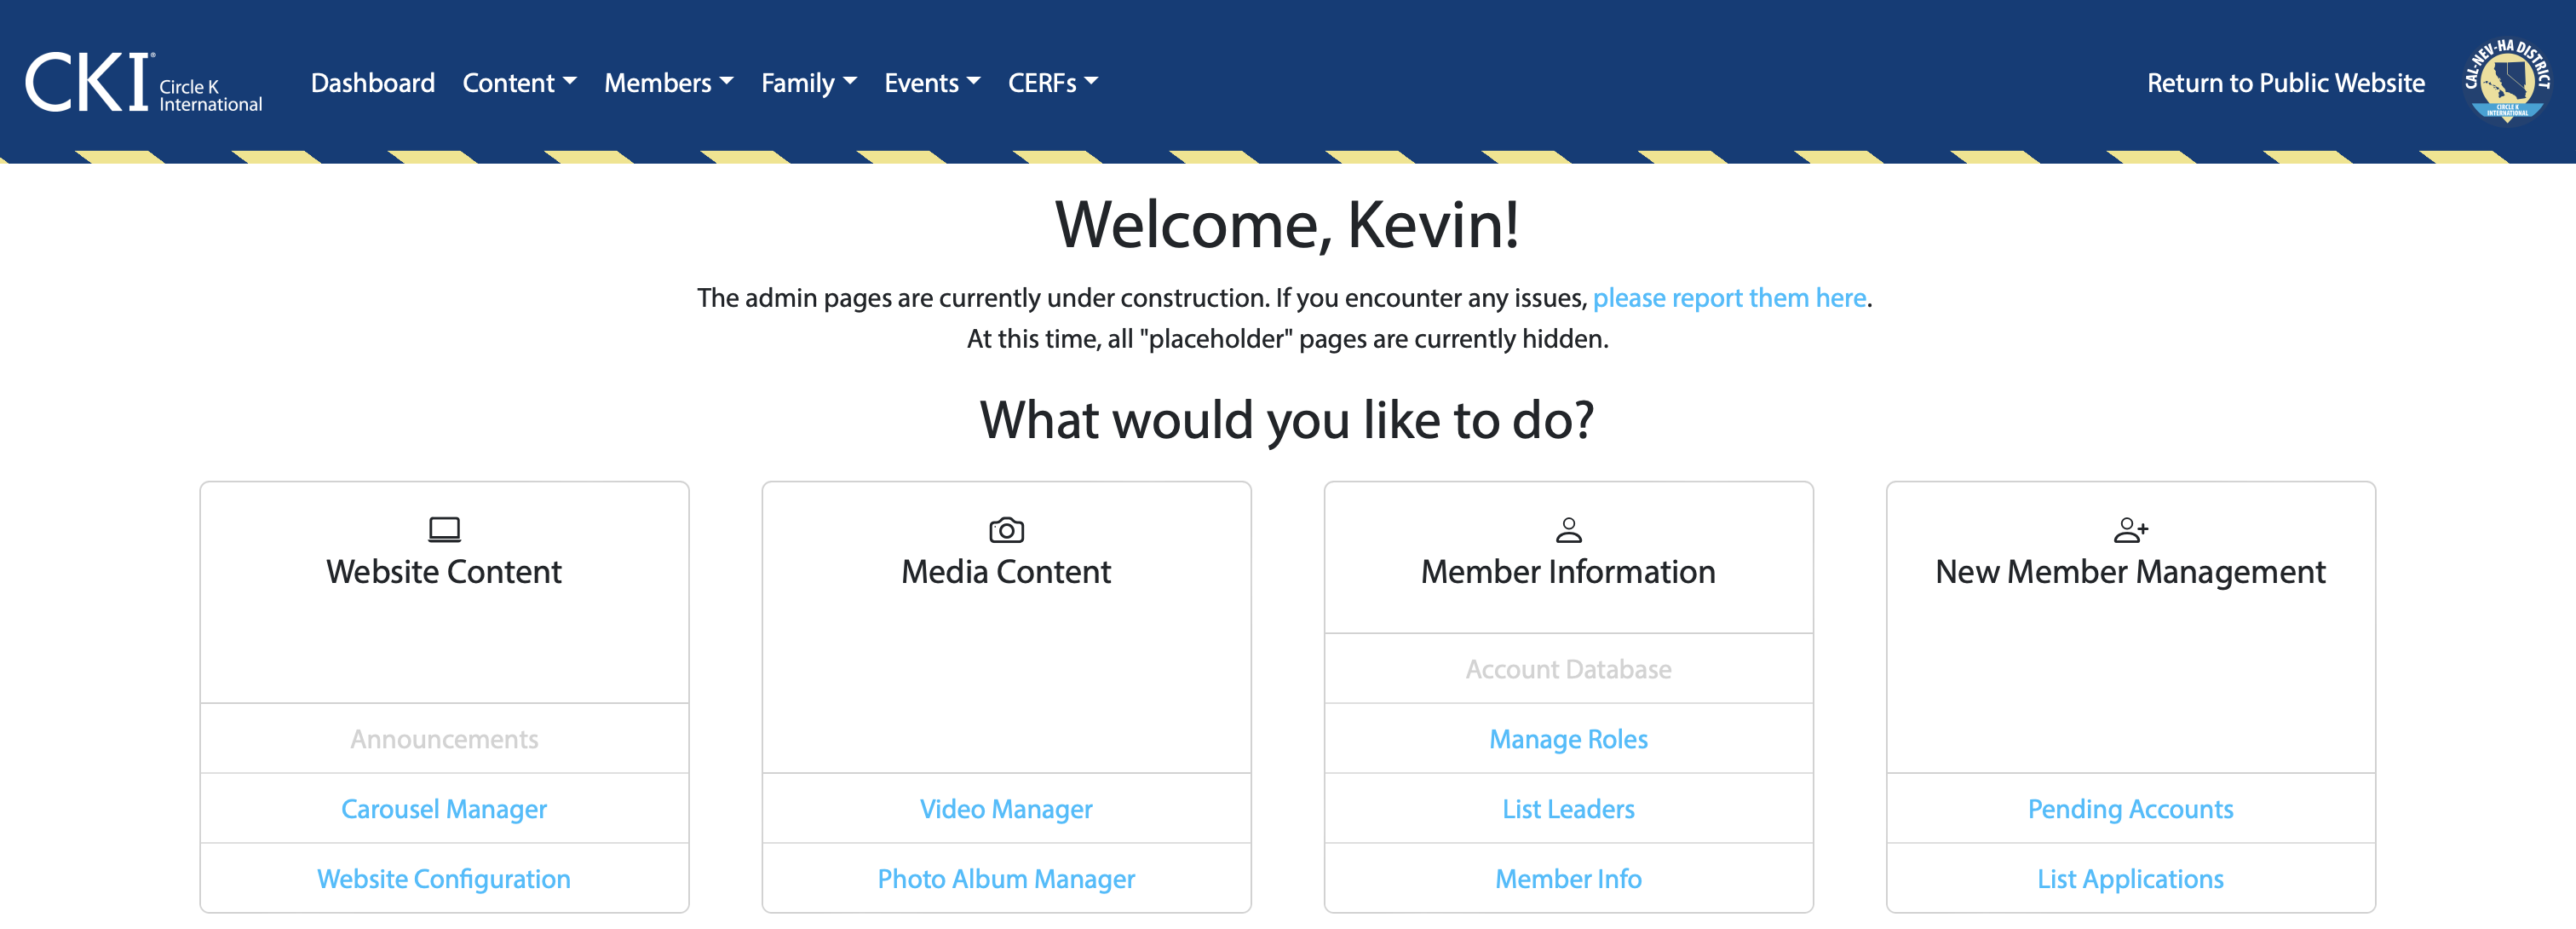 CKI®
Circle K
International
Dashboard
Content
Members
Family
Events
CERFs
Return to Public Website
CAL-NEV-HA DISTRICT
CIRCLE K
INTERNATIONAL
Welcome, Kevin!
The admin pages are currently under construction. If you encounter any issues, please report them here.
At this time, all "placeholder" pages are currently hidden.
What would you like to do?
Website Content
Announcements
Carousel Manager
Website Configuration
Media Content
Video Manager
Photo Album Manager
Member Information
Account Database
Manage Roles
List Leaders
Member Info
New Member Management
Pending Accounts
List Applications